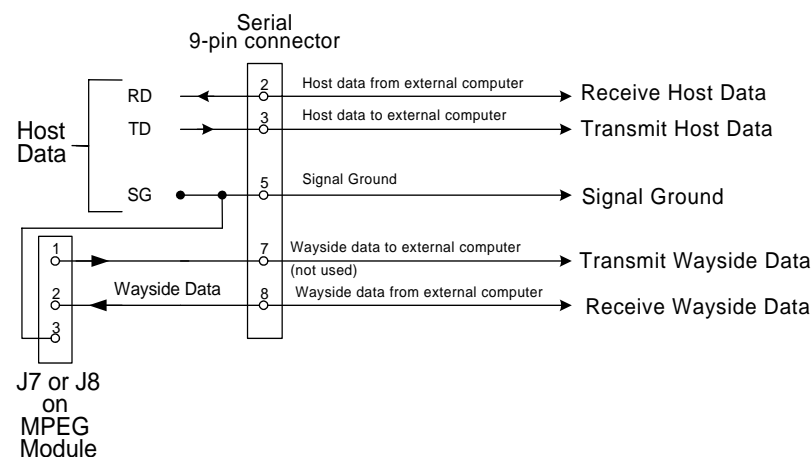 Serial
9-pin connector
RD
2
Host data from external computer
Receive Host Data
TD
3
Host data to external computer
Transmit Host Data
Host
Data
SG
5
Signal Ground
Signal Ground
1
7
Wayside data to external computer
(not used)
Transmit Wayside Data
2
Wayside Data
8
Wayside data from external computer
Receive Wayside Data
3
J7 or J8
on
MPEG
Module